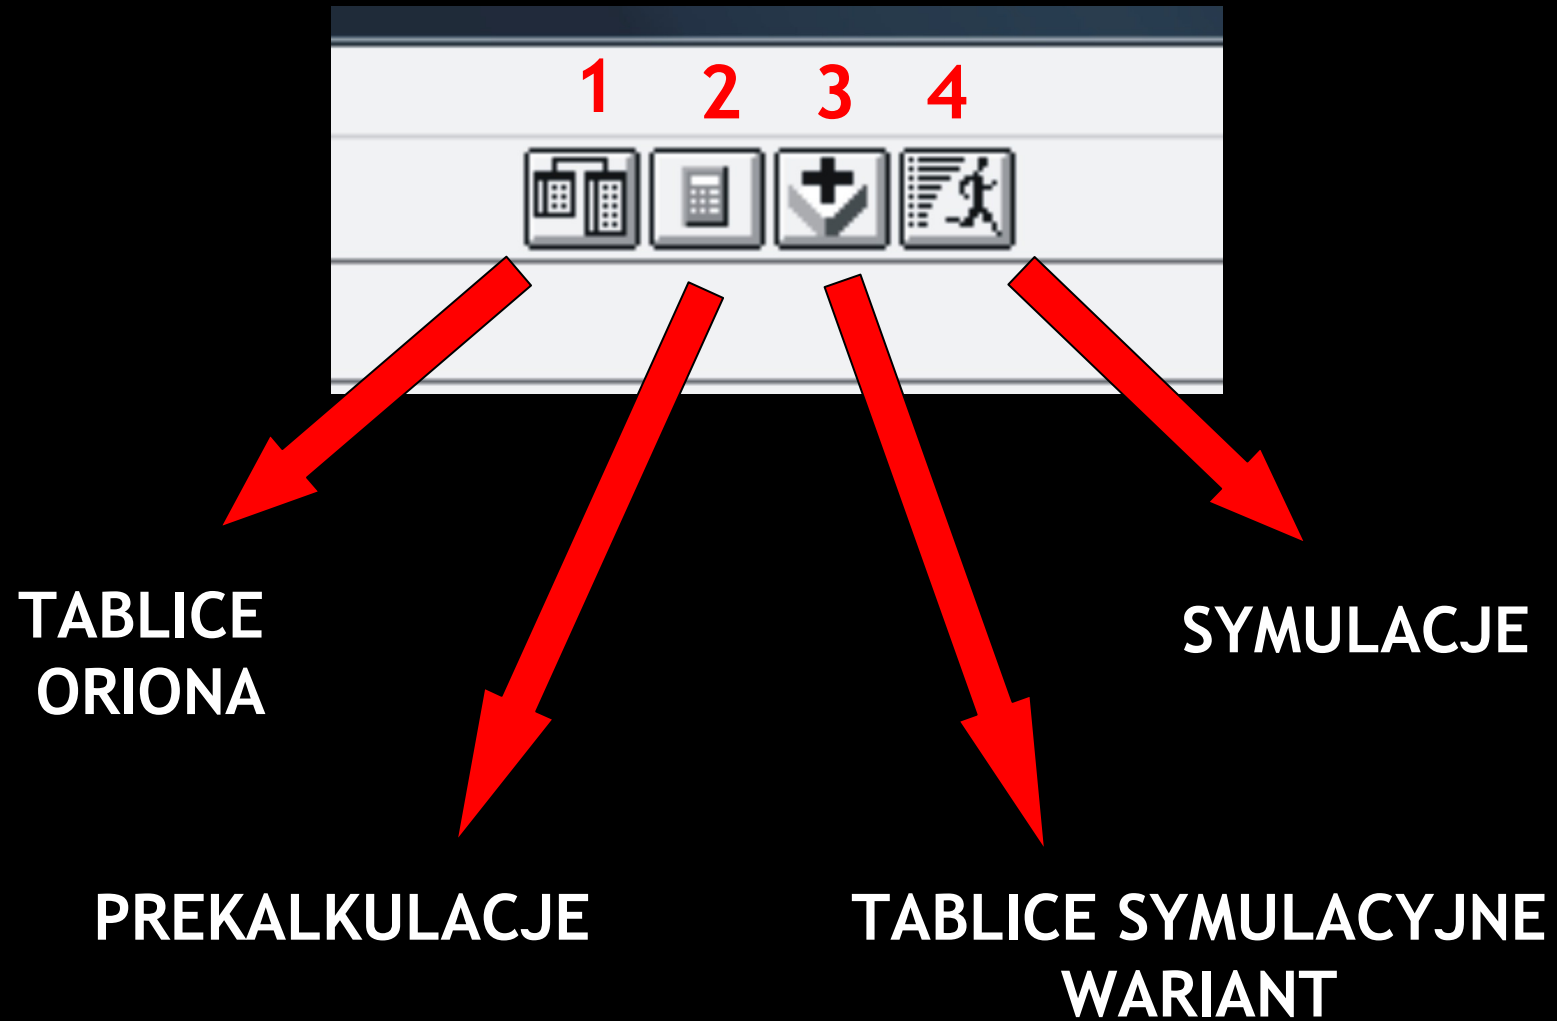 1 2 3 4
TABLICE
ORIONA
SYMULACJE
PREKALKULACJE
TABLICE SYMULACYJNE
WARIANT